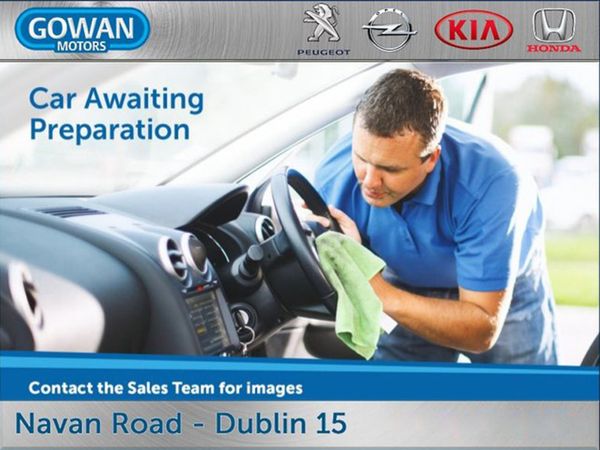 GOWAN
MOTORS
PEUGEOT
KIA
HONDA
Car Awaiting
Preparation
Contact the Sales Team for images
Navan Road - Dublin 15